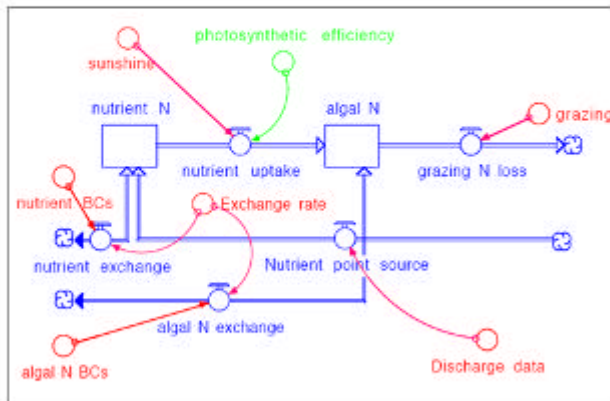 photosynthetic efficiency
sunshine
nutrient N
algal N
grazing
nutrient uptake
grazing N loss
nutrient BCs
Exchange rate
nutrient exchange
Nutrient point source
algal N exchange
algal N BCs
Discharge data